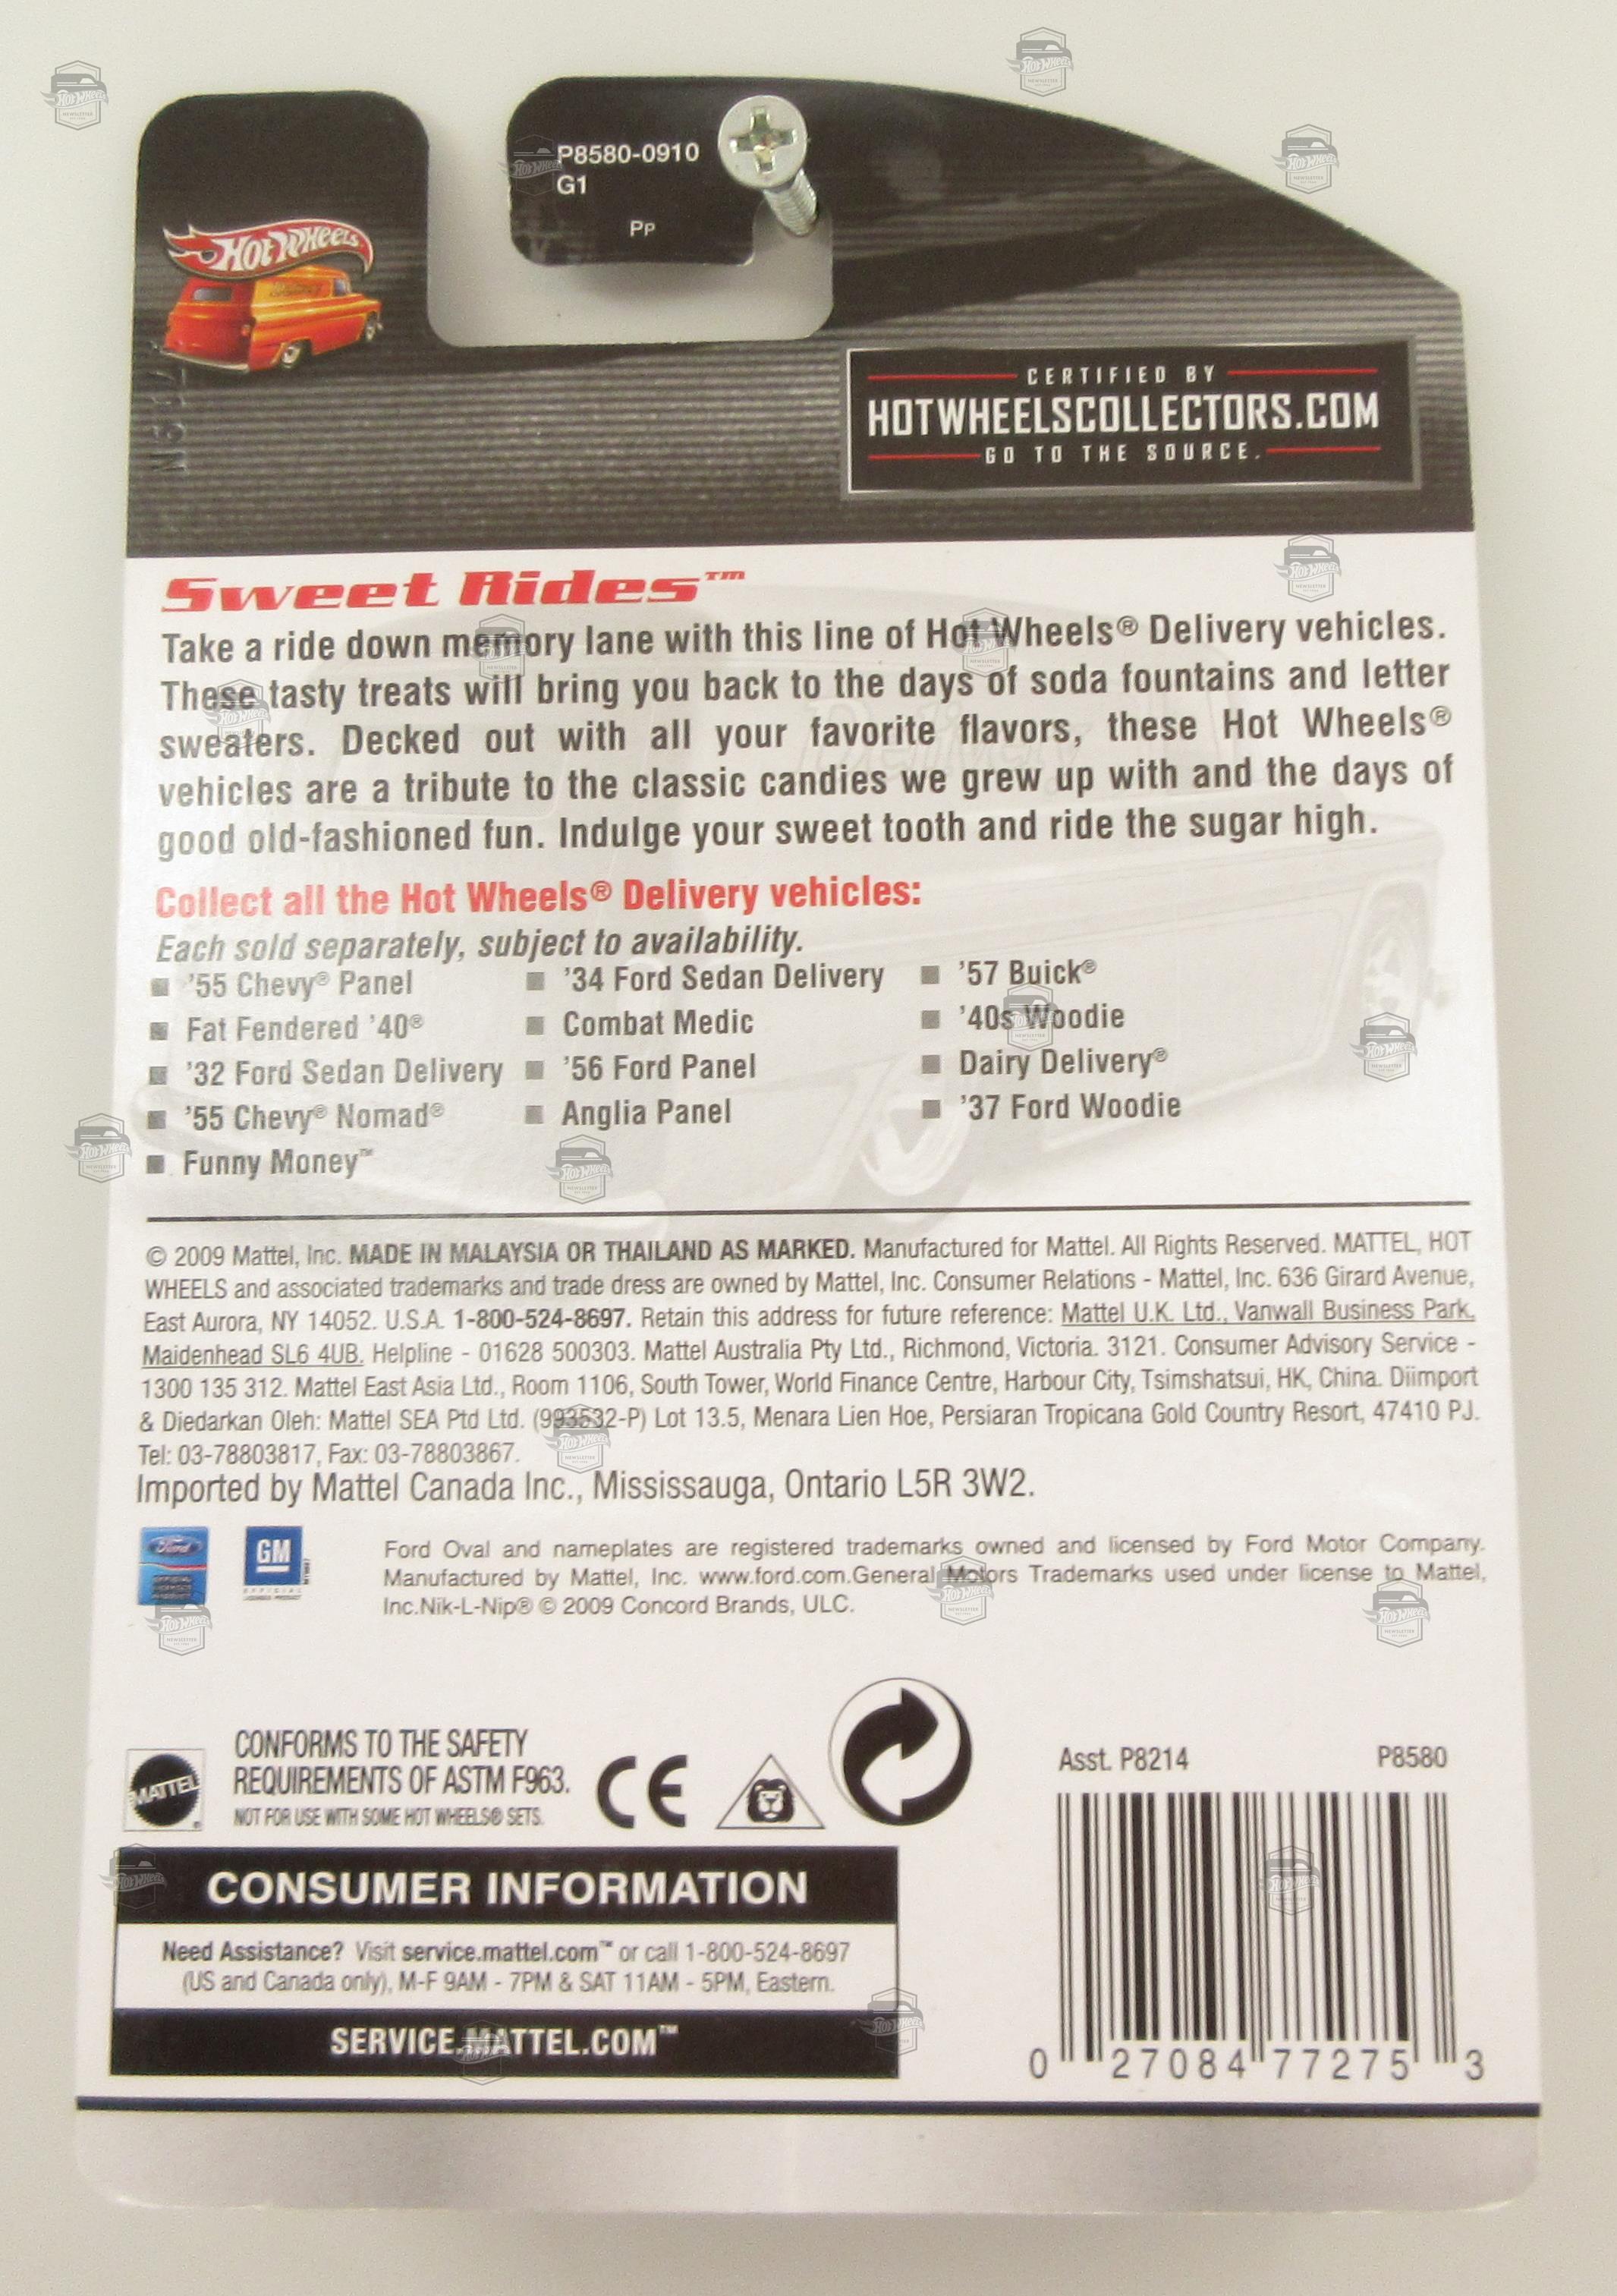 P8580-0910
G1
PP
HOT WHEELS
CERTIFIED BY
HOTWHEELSCOLLECTORS.COM
GO TO THE SOURCE.
Sweet Rides™
Take a ride down memory lane with this line of Hot Wheels® Delivery vehicles.
These tasty treats will bring you back to the days of soda fountains and letter
sweaters. Decked out with all your favorite flavors, these Hot Wheels®
vehicles are a tribute to the classic candies we grew up with and the days of
good old-fashioned fun. Indulge your sweet tooth and ride the sugar high.
Collect all the Hot Wheels® Delivery vehicles:
Each sold separately, subject to availability.
■ '55 Chevy® Panel ■ '34 Ford Sedan Delivery ■ '57 Buick®
■ Fat Fendered '40® ■ Combat Medic ■ '40s Woodie
■ '32 Ford Sedan Delivery ■ '56 Ford Panel ■ Dairy Delivery®
■ '55 Chevy® Nomad® ■ Anglia Panel ■ '37 Ford Woodie
■ Funny Money™
© 2009 Mattel, Inc. MADE IN MALAYSIA OR THAILAND AS MARKED. Manufactured for Mattel. All Rights Reserved. MATTEL, HOT
WHEELS and associated trademarks and trade dress are owned by Mattel, Inc. Consumer Relations - Mattel, Inc. 636 Girard Avenue,
East Aurora, NY 14052. U.S.A. 1-800-524-8697. Retain this address for future reference: Mattel U.K. Ltd., Vanwall Business Park,
Maidenhead SL6 4UB. Helpline - 01628 500303. Mattel Australia Pty Ltd., Richmond, Victoria. 3121. Consumer Advisory Service -
1300 135 312. Mattel East Asia Ltd., Room 1106, South Tower, World Finance Centre, Harbour City, Tsimshatsui, HK, China. Diimport
& Diedarkan Oleh: Mattel SEA Ptd Ltd. (993532-P) Lot 13.5, Menara Lien Hoe, Persiaran Tropicana Gold Country Resort, 47410 PJ.
Tel: 03-78803817, Fax: 03-78803867.
Imported by Mattel Canada Inc., Mississauga, Ontario L5R 3W2.
Ford
GM
Ford Oval and nameplates are registered trademarks owned and licensed by Ford Motor Company.
Manufactured by Mattel, Inc. www.ford.com.General Motors Trademarks used under license to Mattel,
Inc.Nik-L-Nip® © 2009 Concord Brands, ULC.
MATTEL
CONFORMS TO THE SAFETY
REQUIREMENTS OF ASTM F963.
NOT FOR USE WITH SOME HOT WHEELS® SETS.
CE
Asst. P8214 P8580
CONSUMER INFORMATION
Need Assistance? Visit service.mattel.com™ or call 1-800-524-8697
(US and Canada only), M-F 9AM - 7PM & SAT 11AM - 5PM, Eastern.
SERVICE.MATTEL.COM™
0 27084 77275 3